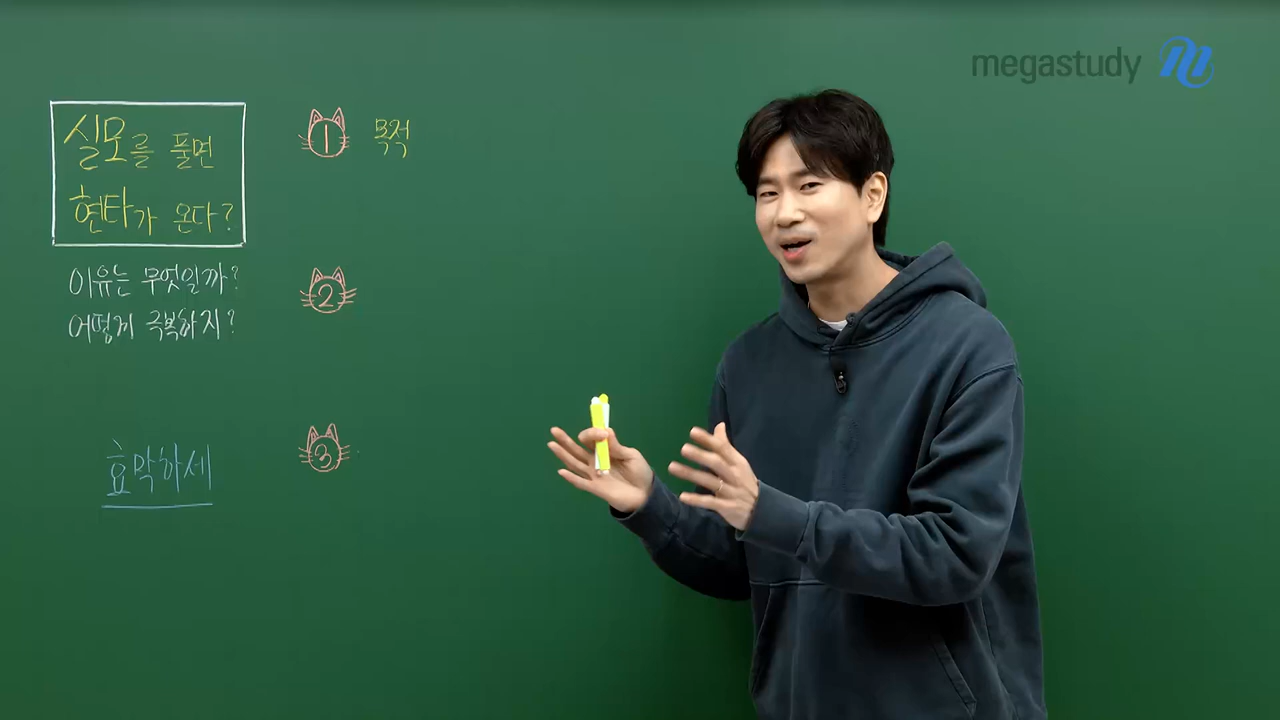 megastudy
실모를 풀면
현타가 온다?
이유는 무엇일까?
어떻게 극복하지?
효막하세
1 목적
2
3